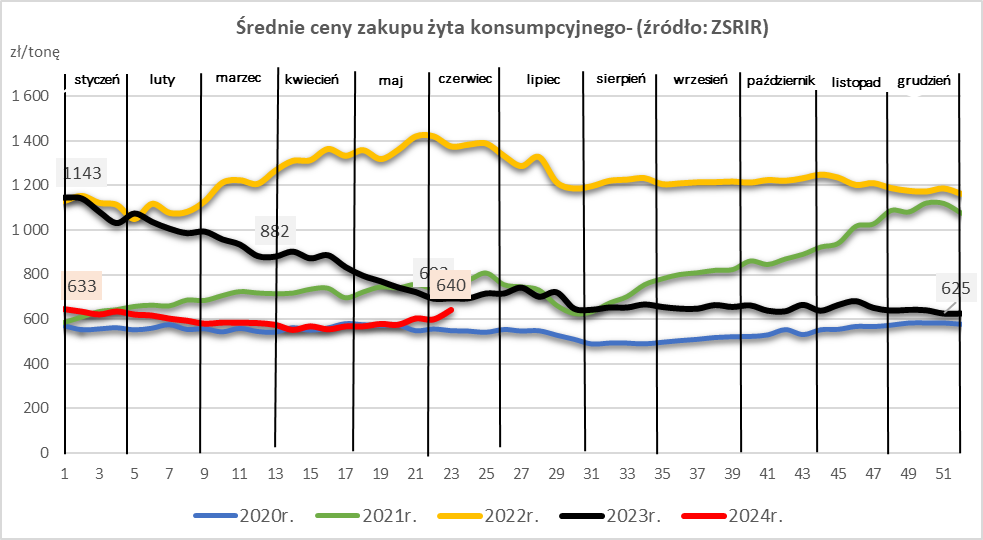 Średnie ceny zakupu żyta konsumpcyjnego- (źródło: ZSRIR)
zł/tonę
styczeń luty marzec kwiecień maj czerwiec lipiec sierpień wrzesień październik listopad grudzień
1 600
1 400
1 200
1 000
800
600
400
200
0
1143
882
633
640
625
1 3 5 7 9 11 13 15 17 19 21 23 25 27 29 31 33 35 37 39 41 43 45 47 49 51
2020r. 2021r. 2022r. 2023r. 2024r.